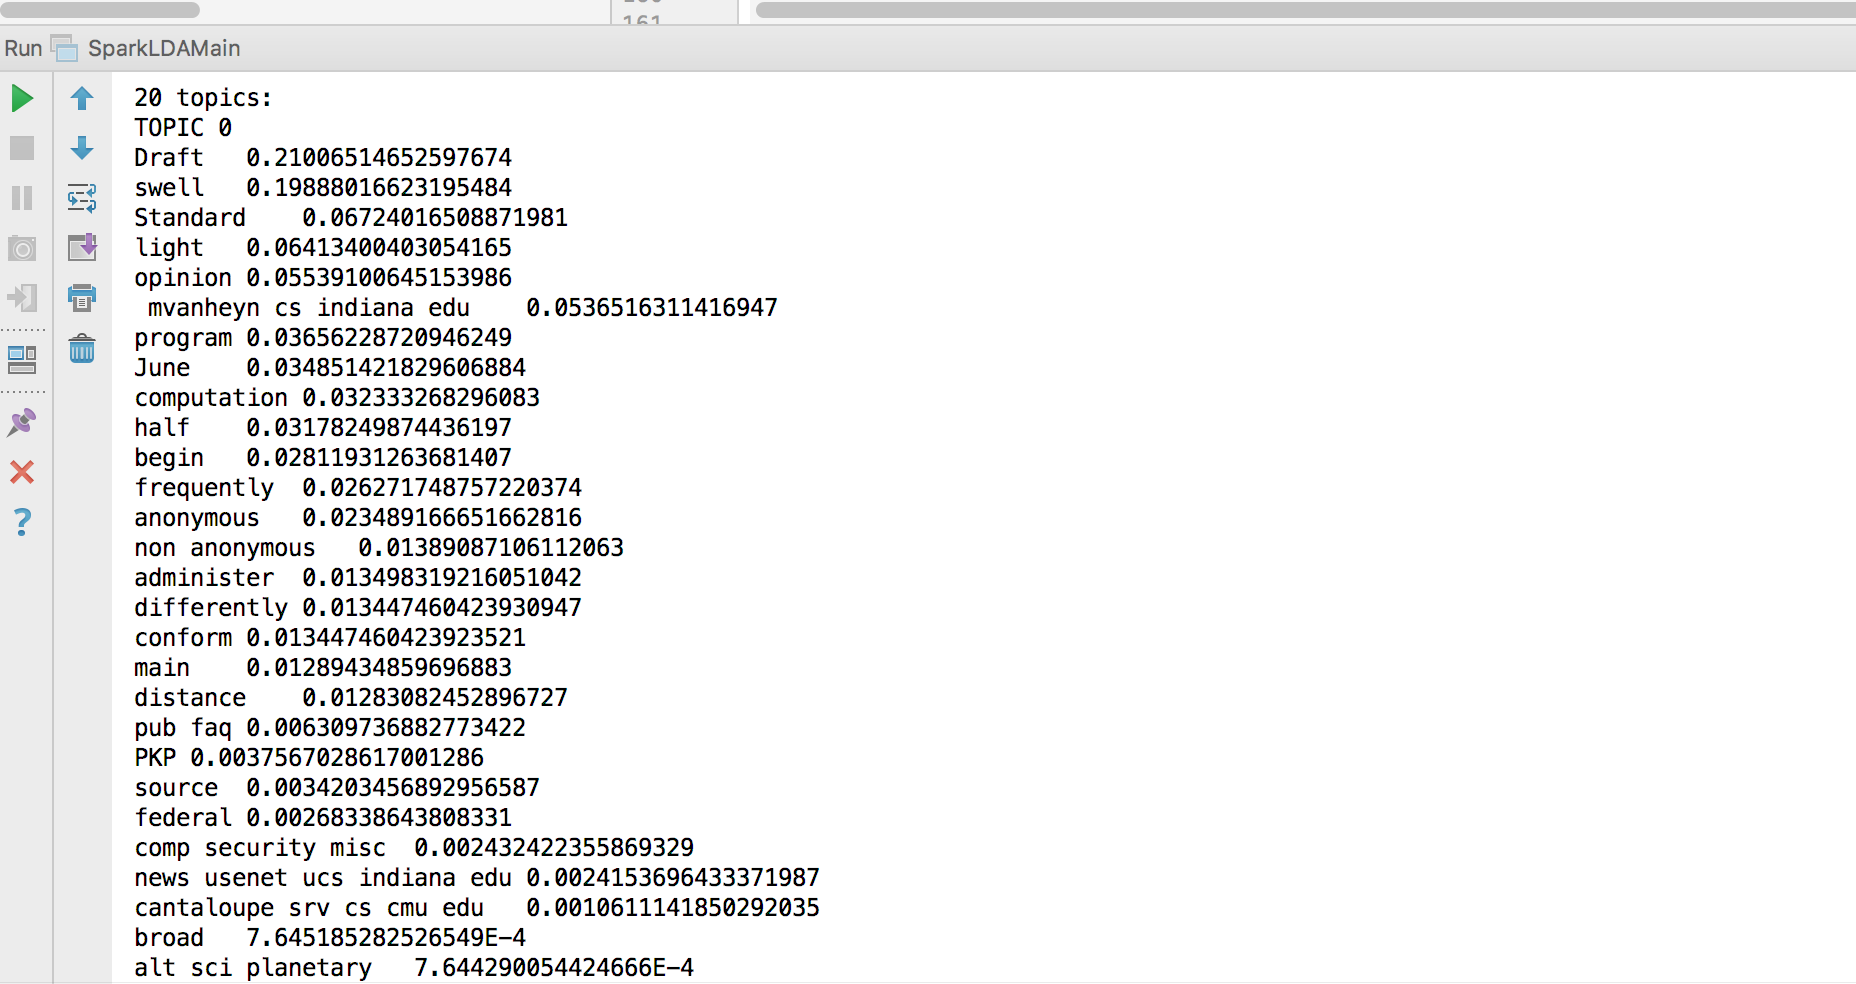 161
Run SparkLDAMain
20 topics:
TOPIC 0
Draft 0.21006514652597674
swell 0.19888016623195484
Standard 0.06724016508871981
light 0.06413400403054165
opinion 0.05539100645153986
mvanheyn cs indiana edu 0.0536516311416947
program 0.03656228720946249
June 0.034851421829606884
computation 0.032333268296083
half 0.03178249874436197
begin 0.02811931263681407
frequently 0.026271748757220374
anonymous 0.023489166651662816
non anonymous 0.01389087106112063
administer 0.013498319216051042
differently 0.013447460423930947
conform 0.013447460423923521
main 0.01289434859696883
distance 0.01283082452896727
pub faq 0.006309736882773422
PKP 0.0037567028617001286
source 0.0034203456892956587
federal 0.00268338643808331
comp security misc 0.002432422355869329
news usenet ucs indiana edu 0.0024153696433371987
cantaloupe srv cs cmu edu 0.0010611141850292035
broad 7.645185282526549E-4
alt sci planetary 7.644290054424666E-4